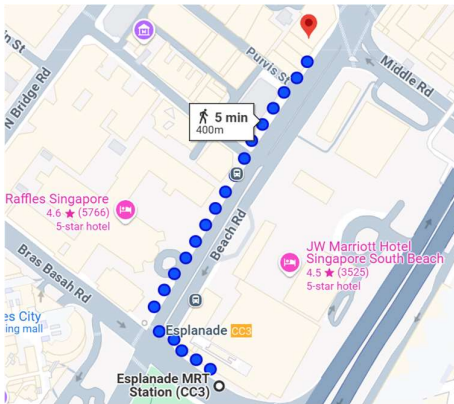 n St
N Bridge Rd
Purvis St
Middle Rd
5 min
400m
Raffles Singapore
4.6 ★ (5766)
5-star hotel
Beach Rd
JW Marriott Hotel
Singapore South Beach
4.5 ★ (3525)
5-star hotel
Bras Basah Rd
es City
ing mall
Esplanade CC3
Esplanade MRT
Station (CC3)